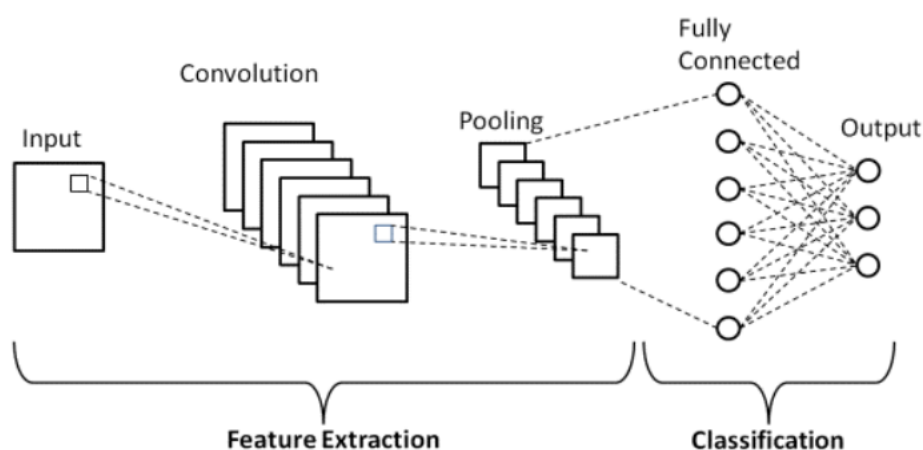 Input
Convolution
Pooling
Fully
Connected
Output
Feature Extraction
Classification